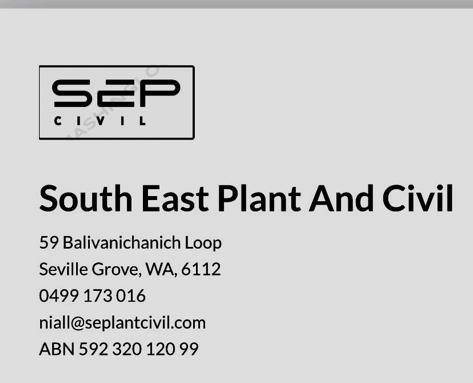 SEP
CIVIL
South East Plant And Civil
59 Balivanichanich Loop
Seville Grove, WA, 6112
0499 173 016
niall@seplantcivil.com
ABN 592 320 120 99